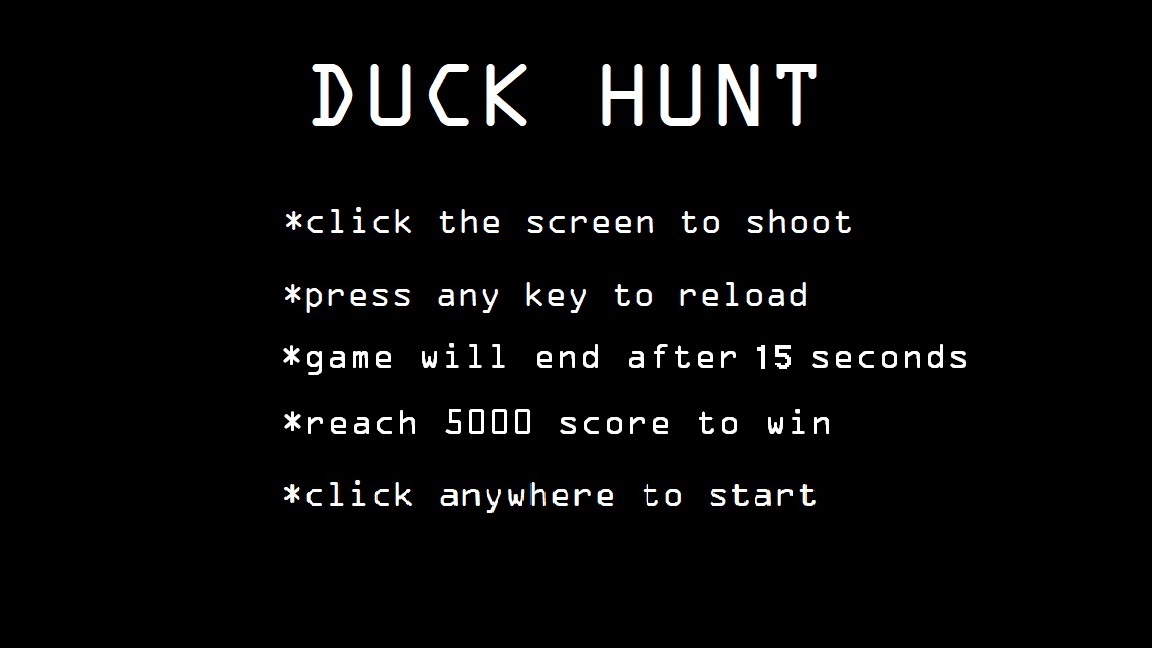 DUCK HUNT
*click the screen to shoot
*press any key to reload
*game will end after 15 seconds
*reach 5000 score to win
*click anywhere to start